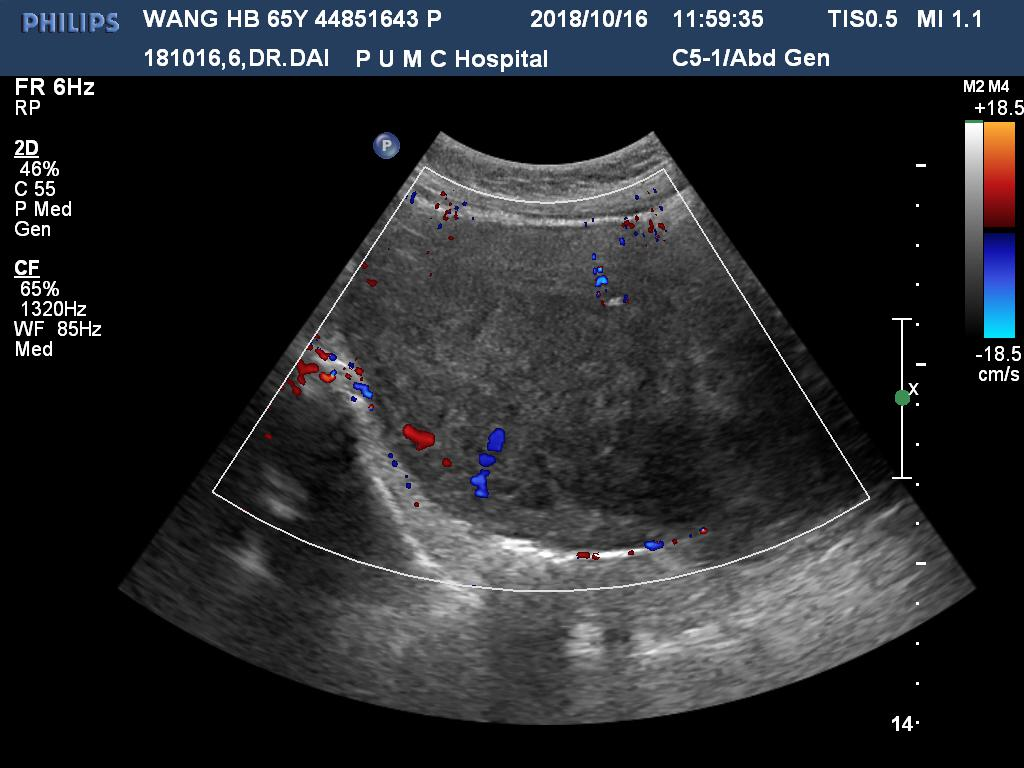 PHILIPS WANG HB 65Y 44851643 P 2018/10/16 11:59:35 TIS0.5 MI 1.1
181016,6,DR.DAI P U M C Hospital C5-1/Abd Gen
FR 6Hz
RP
2D
46%
C 55
P Med
Gen
CF
65%
1320Hz
WF 85Hz
Med
P
M2 M4
+18.5
-18.5
cm/s
X
14